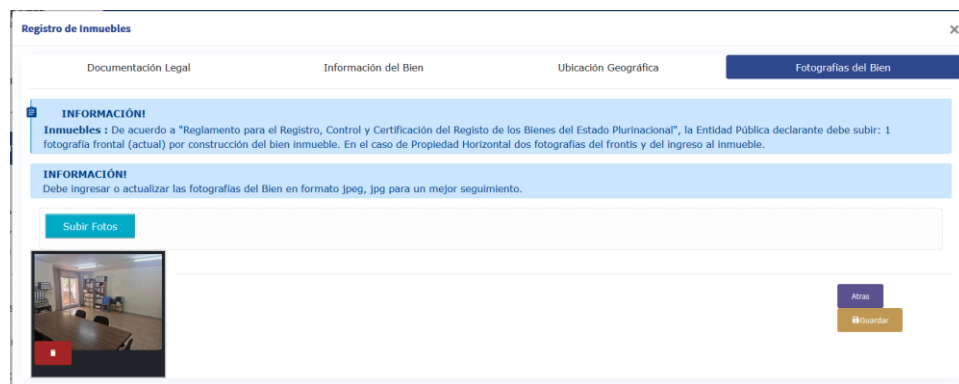 Registro de Inmuebles
Documentación Legal
Información del Bien
Ubicación Geográfica
Fotografías del Bien
INFORMACIÓN!
Inmuebles : De acuerdo a "Reglamento para el Registro, Control y Certificación del Registo de los Bienes del Estado Plurinacional", la Entidad Pública declarante debe subir: 1
fotografía frontal (actual) por construcción del bien inmueble. En el caso de Propiedad Horizontal dos fotografías del frontis y del ingreso al inmueble.
INFORMACIÓN!
Debe ingresar o actualizar las fotografias del Bien en formato jpeg, jpg para un mejor seguimiento.
Subir Fotos
Atras
Guardar